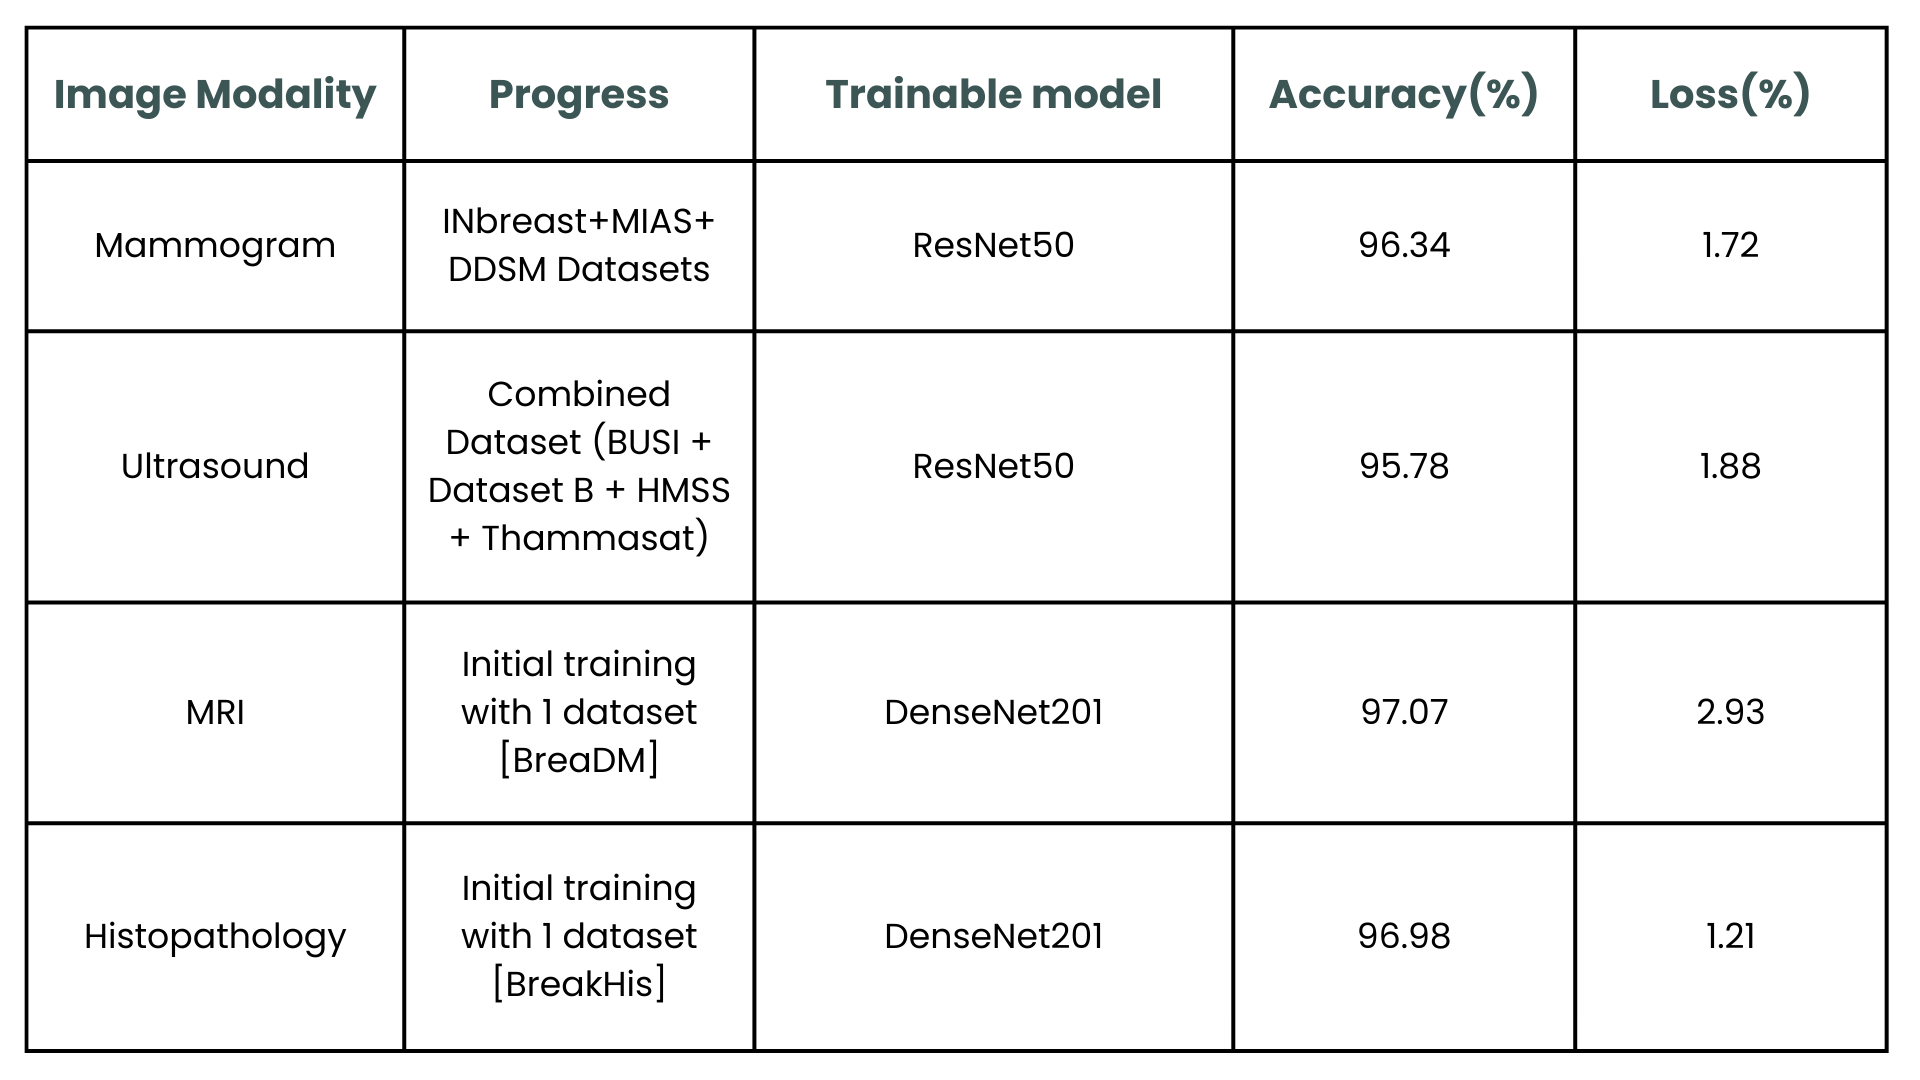 Image Modality Progress Trainable model Accuracy(%) Loss(%)
Mammogram
INbreast+MIAS+
DDSM Datasets
ResNet50
96.34
1.72
Ultrasound
Combined
Dataset (BUSI +
Dataset B + HMSS
+ Thammasat)
ResNet50
95.78
1.88
MRI
Initial training
with 1 dataset
[BreaDM]
DenseNet201
97.07
2.93
Histopathology
Initial training
with 1 dataset
[BreakHis]
DenseNet201
96.98
1.21